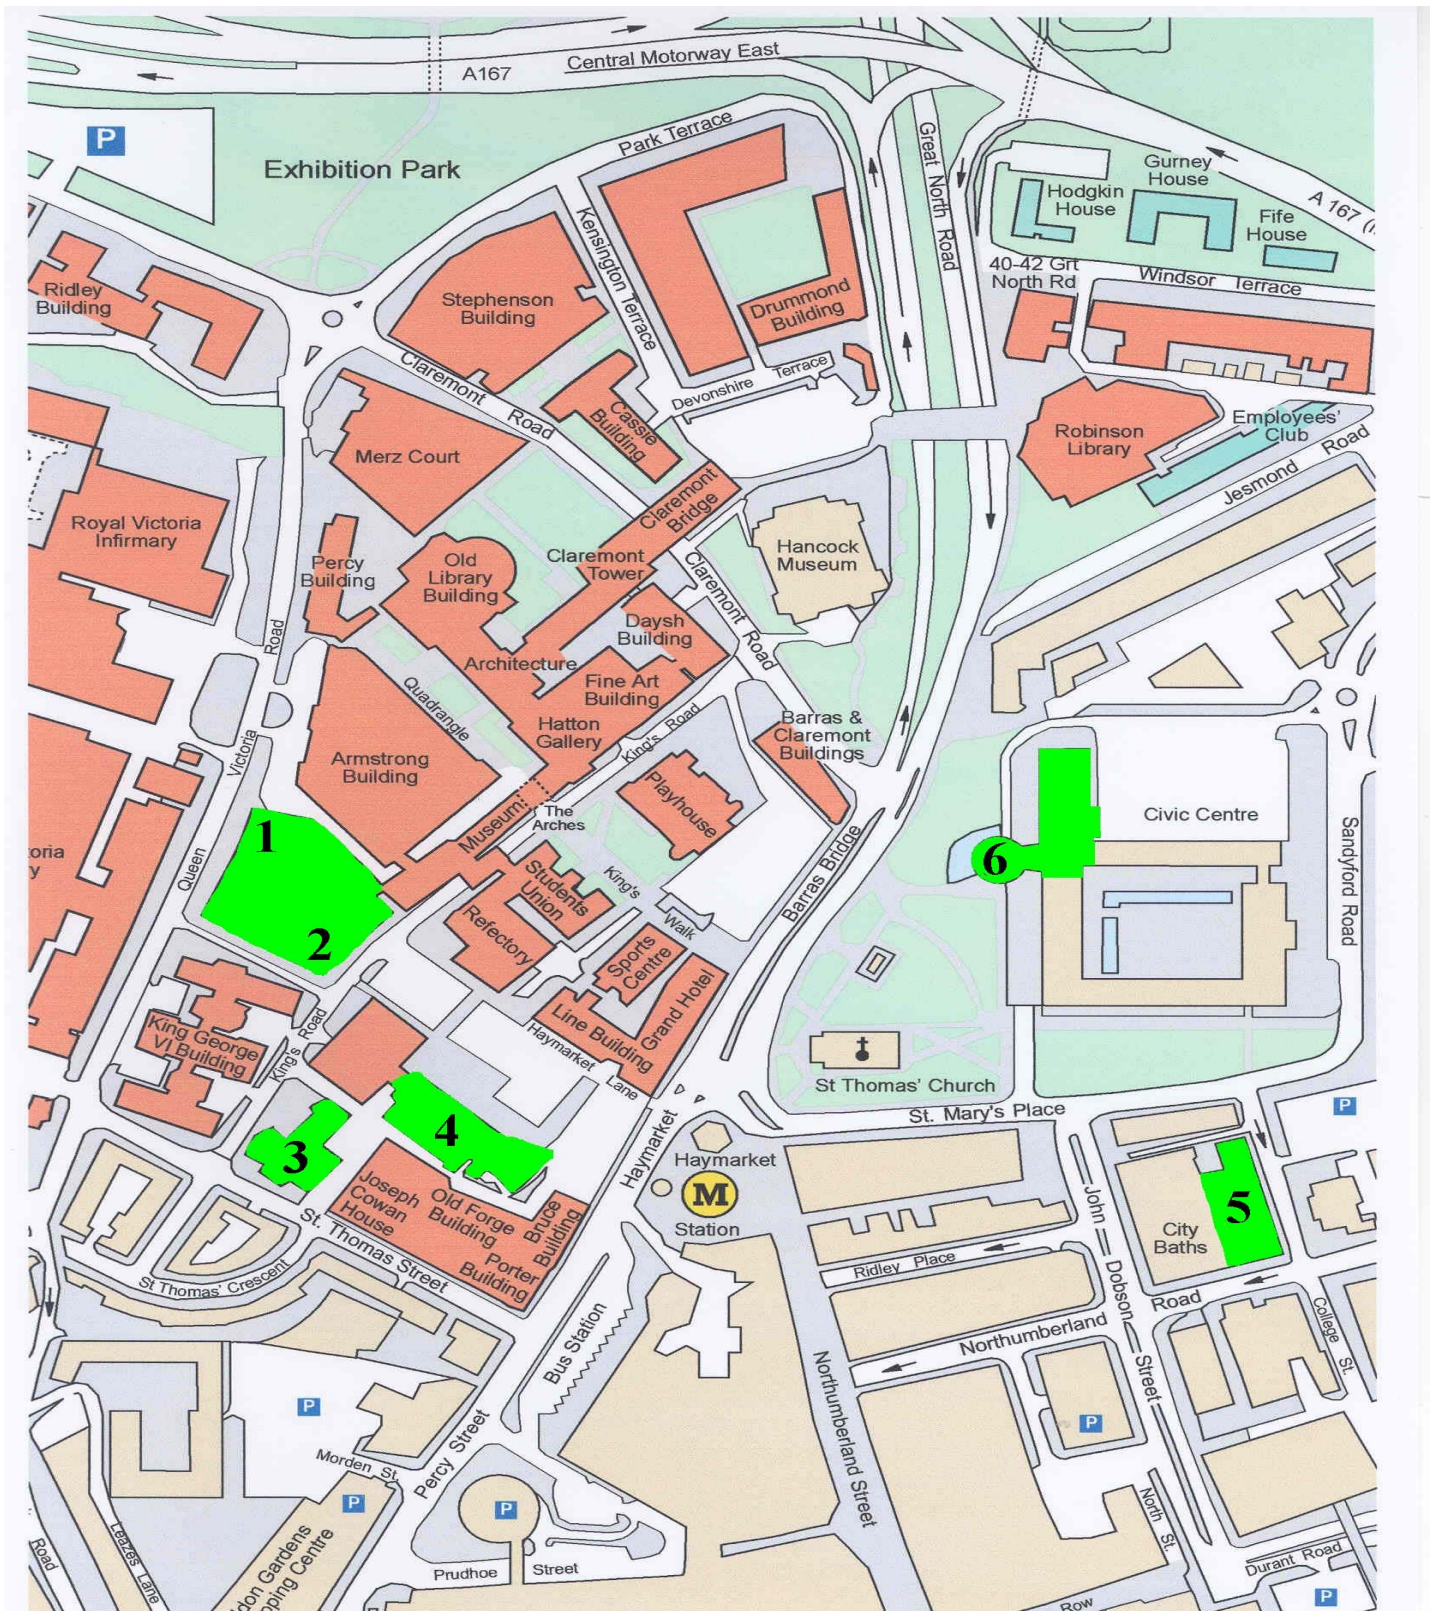 A167
Central Motorway East
P
Exhibition Park
Park Terrace
Great North Road
Gurney
House
Hodgkin
House
Fife
House
A 167
Kensington Terrace
40-42 Grt
North Rd
Windsor Terrace
Ridley
Building
Stephenson
Building
Drummond
Building
Claremont Road
Devonshire Terrace
Cassie
Building
Merz Court
Employees'
Club
Robinson
Library
Jesmond Road
Claremont
Bridge
Royal Victoria
Infirmary
Percy
Building
Old
Library
Building
Claremont
Tower
Hancock
Museum
Claremont Road
Daysh
Building
Road
Architecture
Fine Art
Building
Quadrangle
Hatton
Gallery
King's Road
Barras &
Claremont
Buildings
Victoria
Armstrong
Building
Playhouse
Museum
The
Arches
Civic Centre
Sandyford Road
1
Queen
oria
y
Students
Union
King's
Walk
Barras Bridge
6
2
Refectory
Sports
Centre
Grand Hotel
King George
VI Building
King's Road
Line Building
Haymarket Lane
St Thomas' Church
St. Mary's Place
P
3
4
Haymarket
Haymarket
M
Station
Joseph
Cowan
House
Old Forge
Building
Bruce
Building
Porter
Building
St. Thomas Street
St Thomas' Crescent
5
City
Baths
John Dobson Street
Ridley Place
Northumberland Road
College St.
Bus Station
Northumberland Street
P
P
Morden St.
Percy Street
P
P
North St.
Leazes Lane
Road
don Gardens
oping Centre
Prudhoe Street
Durant Road
P
Row